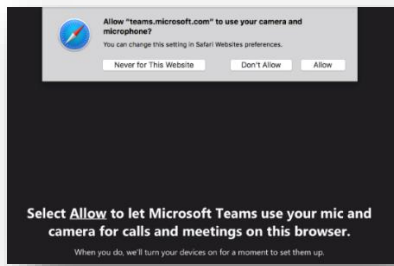 Allow "teams.microsoft.com" to use your camera and
microphone?
You can change this setting in Safari Websites preferences.
Never for This Website
Don't Allow
Allow
Select Allow to let Microsoft Teams use your mic and
camera for calls and meetings on this browser.
When you do, we'll turn your devices on for a moment to set them up.